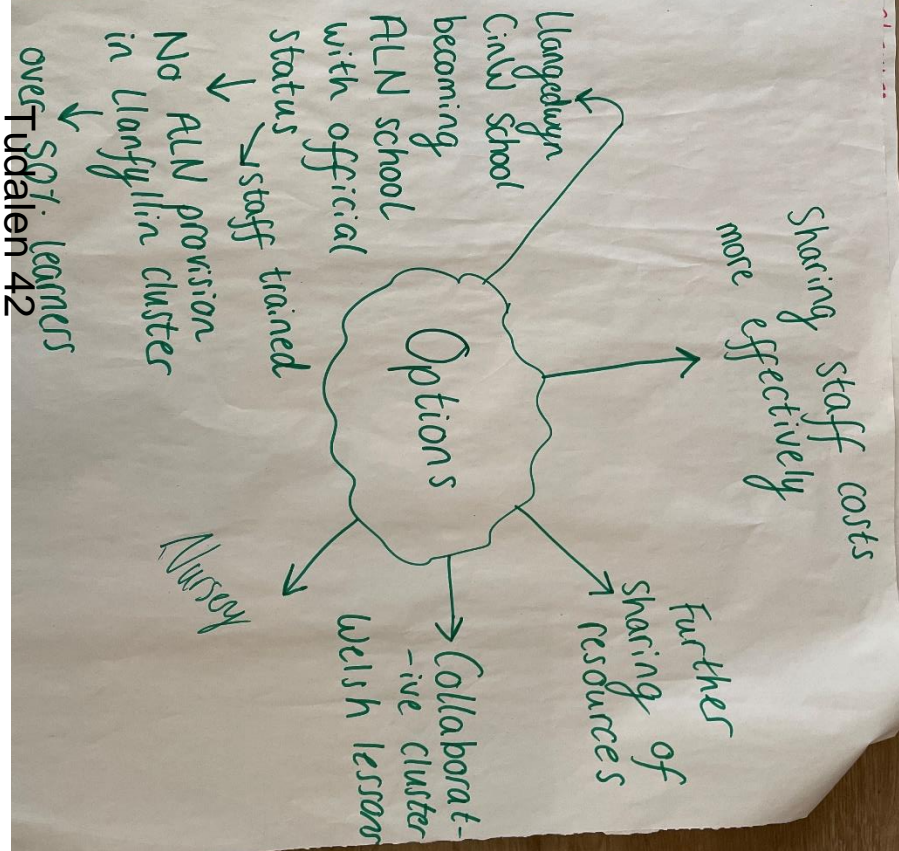 Options
Sharing staff costs
more effectively
Further
sharing of
resources
Collaborat-
-ive cluster
Welsh lessons
Nursery
Llangedwyn
CinW School
becoming
ALN school
with official
status
staff trained
No ALN provision
in Llanfyllin cluster
over
learners
Tudalen 42